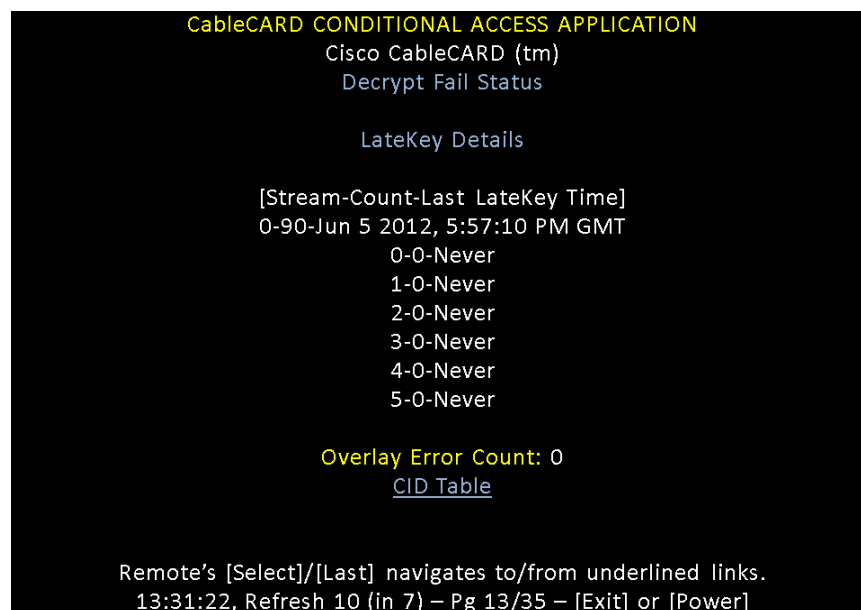 CableCARD CONDITIONAL ACCESS APPLICATION
Cisco CableCARD (tm)
Decrypt Fail Status
LateKey Details
[Stream-Count-Last LateKey Time]
0-90-Jun 5 2012, 5:57:10 PM GMT
0-0-Never
1-0-Never
2-0-Never
3-0-Never
4-0-Never
5-0-Never
Overlay Error Count: 0
CID Table
Remote’s [Select]/[Last] navigates to/from underlined links.
13:31:22, Refresh 10 (in 7) – Pg 13/35 – [Exit] or [Power]